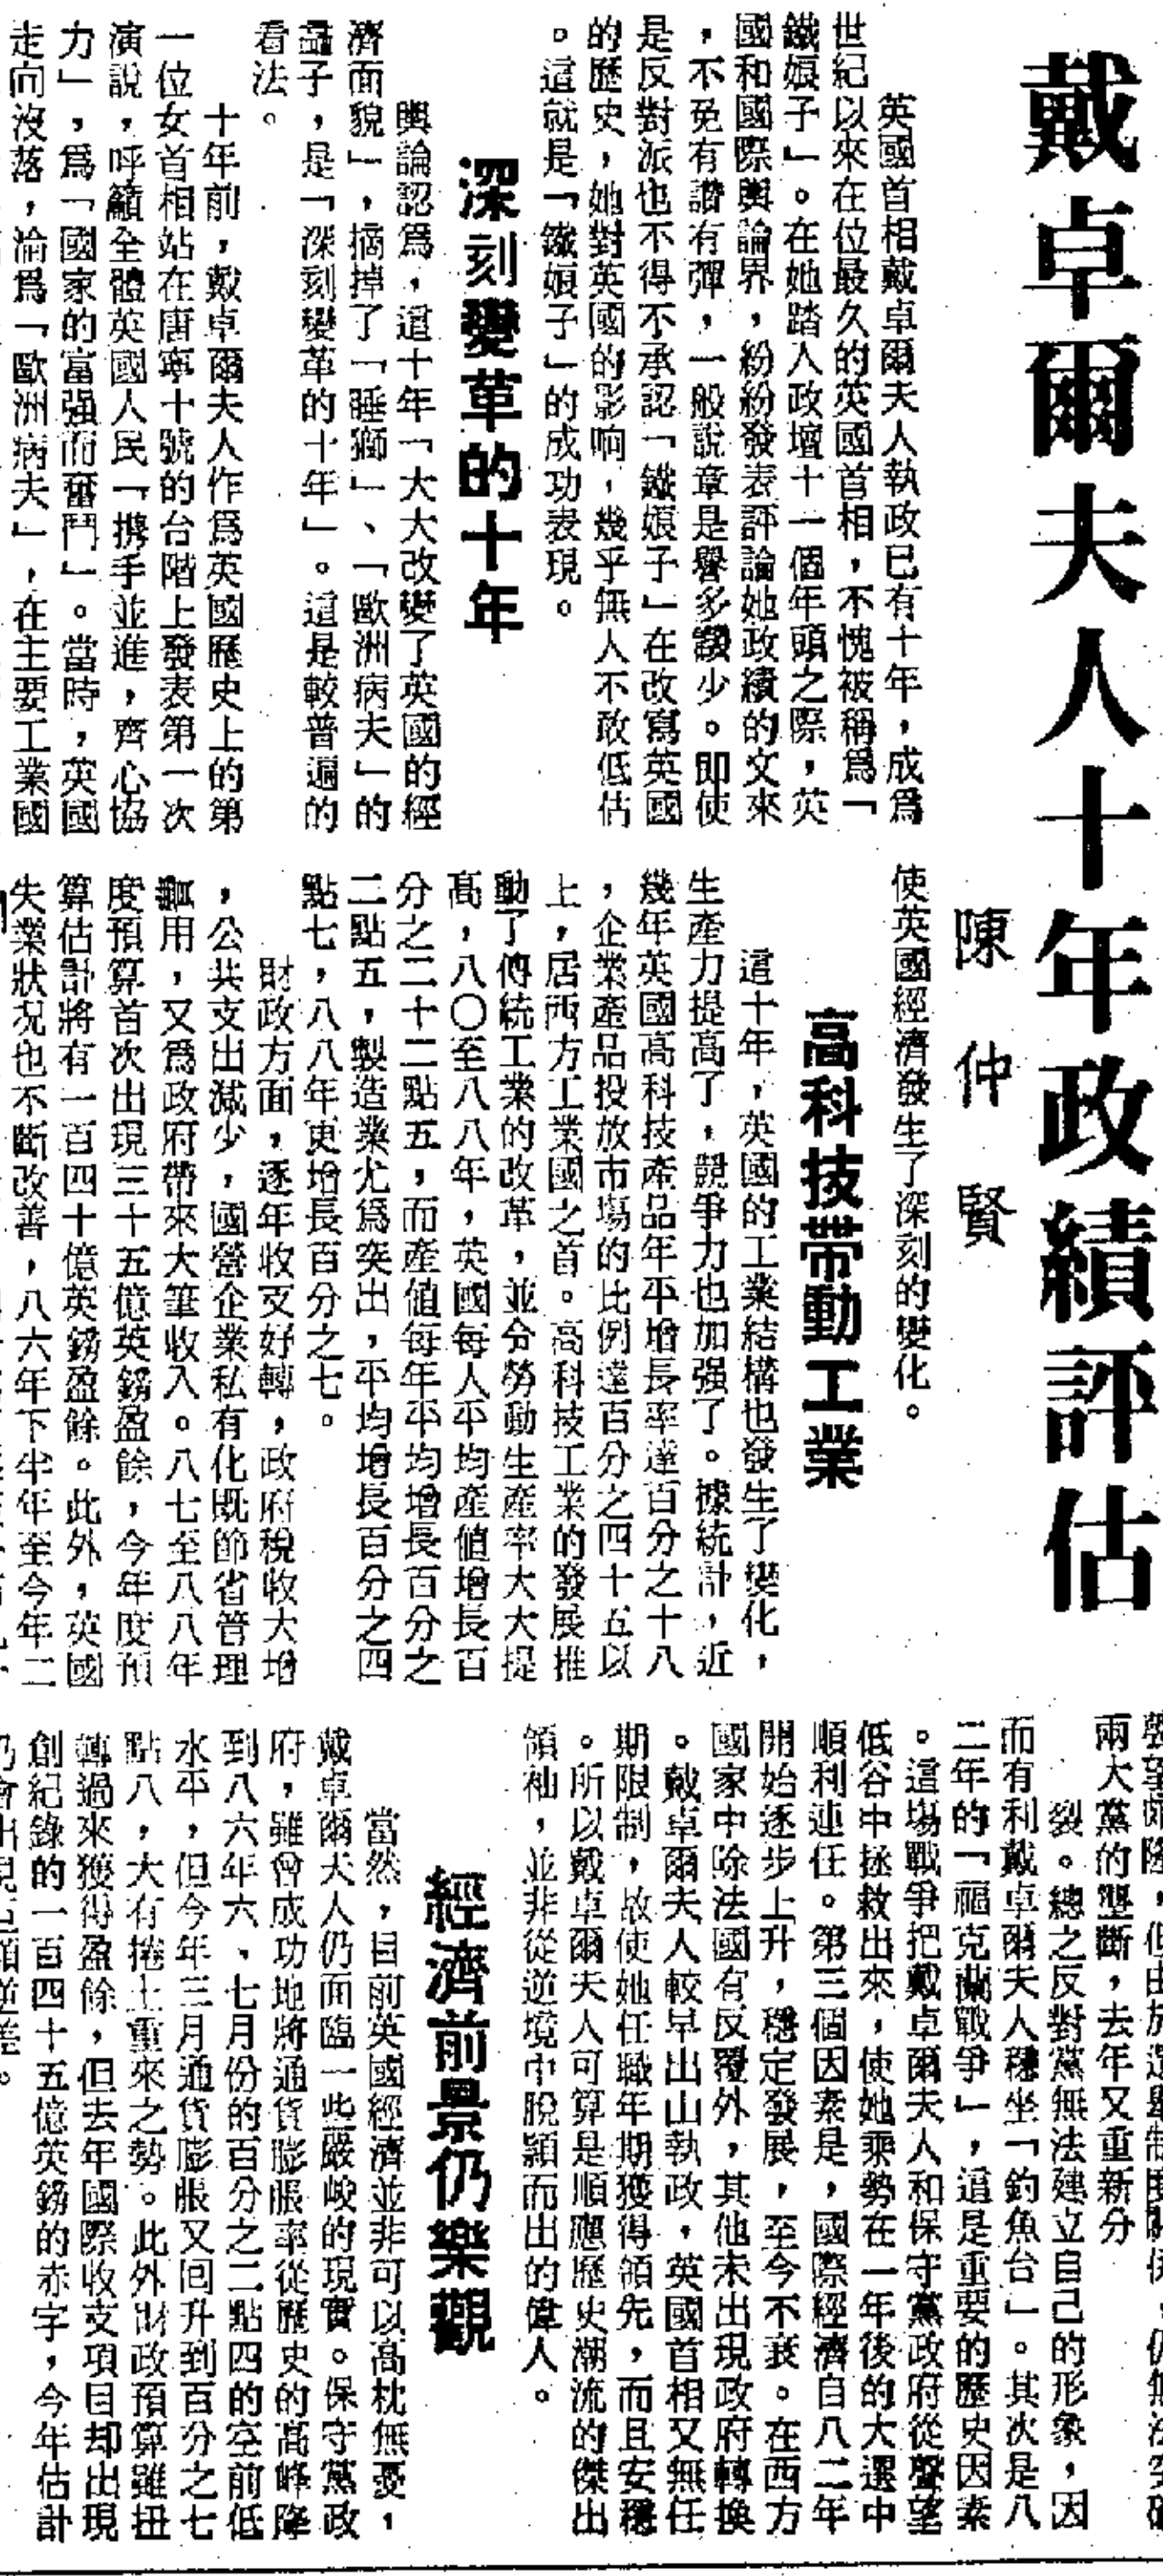 戴卓爾夫人十年政績評估
陳仲賢
英國首相戴卓爾夫人執政已有十年，成爲
世紀以來在位最久的英國首相，不愧被稱爲「
鐵娘子」。在她踏入政壇十一個年頭之際，英
國和國際輿論界，紛紛發表評論她政績的文來
，不免有讚有彈，一般說章是譽多譭少。即使
是反對派也不得不承認「鐵娘子」在改寫英國
的歷史，她對英國的影响，幾乎無人不敢低估
。這就是「鐵娘子」的成功表現。
深刻變革的十年
輿論認爲，這十年「大大改變了英國的經
濟面貌」，摘掉了「睡獅」、「歐洲病夫」的
看法。
十年前，戴卓爾夫人作爲英國歷史上的第
一位女首相站在唐寧十號的台階上發表第一次
演說，呼籲全體英國人民「携手並進，齊心協
力」，爲「國家的富强而奮鬥」。當時，英國
走向沒落，淪爲「歐洲病夫」，在主要工業國
使英國經濟發生了深刻的變化。
高科技帶動工業
這十年，英國的工業結構也發生了變化，
生產力提高了，競爭力也加强了。據統計，近
幾年英國高科技產品年平增長率達百分之十八
，企業產品投放市場的比例達百分之四十五以
上，居西方工業國之首。高科技工業的發展推
動了傳統工業的改革，並令勞動生產率大大提
高，八〇至八八年，英國每人平均產值增長百
分之二十二點五，而產值每年平均增長百分之
二點五，製造業尤爲突出，平均增長百分之四
點七，八八年更增長百分之七。
財政方面，逐年收支好轉，政府稅收大增
，公共支出減少，國營企業私有化既節省管理
費用，又爲政府帶來大筆收入。八七至八八年
度預算首次出現三十五億英鎊盈餘，今年度預
算估計將有一百四十億英鎊盈餘。此外，英國
失業狀况也不斷改善，八六年下半年至今年二
兩大黨的壟斷，去年又重新分
裂。總之反對黨無法建立自己的形象，因
而有利戴卓爾夫人穩坐「釣魚台」。其次是八
二年的「福克蘭戰爭」，這是重要的歷史因素
。這場戰爭把戴卓爾夫人和保守黨政府從聲望
低谷中拯救出來，使她乘勢在一年後的大選中
順利連任。第三個因素是，國際經濟自八二年
開始逐步上升，穩定發展，至今不衰。在西方
國家中除法國有反覆外，其他未出現政府轉換
。戴卓爾夫人較早出山執政，英國首相又無任
期限制，故使她任職年期獲得領先，而且安穩
。所以戴卓爾夫人可算是順應歷史潮流的傑出
領袖，並非從逆境中脫穎而出的偉人。
經濟前景仍樂觀
當然，目前英國經濟並非可以高枕無憂，
戴卓爾夫人仍面臨一些嚴峻的現實。保守黨政
府，雖曾成功地將通貨膨脹率從歷史的高峰降
到八六年六、七月份的百分之二點四的空前低
水平，但今年三月通貨膨脹又回升到百分之七
點八，大有捲土重來之勢。此外財政預算雖扭
轉過來獲得盈餘，但去年國際收支項目却出現
創紀錄的一百四十五億英鎊的赤字，今年估計